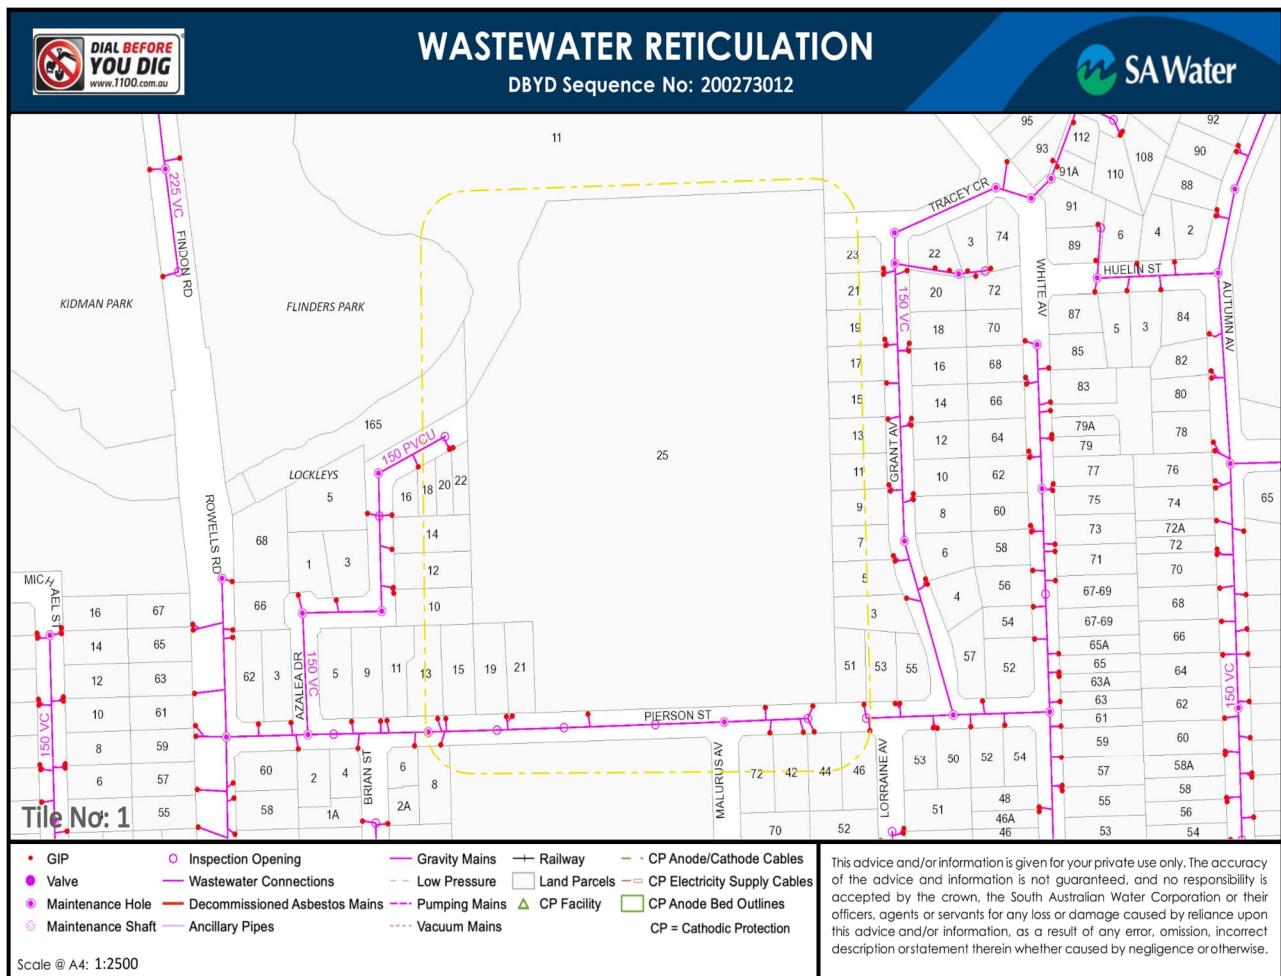 DIAL BEFORE
YOU DIG
www.1100.com.au
WASTEWATER RETICULATION
DBYD Sequence No: 200273012
SA Water
11
95
92
93
112
108
90
91A
110
88
TRACEY CR
225 VC
FINDON RD
91
KIDMAN PARK
FLINDERS PARK
23
22
3
74
89
6
4
2
HUELIN ST
WHITE AV
21
150 VC
20
72
AUTUMN AV
19
18
70
87
5
3
84
17
16
68
85
82
15
14
66
83
80
165
13
12
64
79A
79
78
150 PVCU
LOCKLEYS
25
11
GRANT AV
10
62
77
76
5
16
18
20
22
9
8
60
75
74
65
ROWELLS RD
68
14
7
6
58
73
72A
72
1
3
12
5
56
71
70
MICHAEL ST
66
10
3
4
54
67-69
68
16
67
67-69
66
14
65
65A
12
63
62
3
AZALEA DR
150 VC
5
9
11
13
15
19
21
51
53
55
57
52
65
64
63A
150 VC
10
61
63
62
150 VC
PIERSON ST
61
8
59
59
60
6
57
60
2
4
BRIAN ST
6
8
MALURUS AV
72
42
44
46
LORRAINE AV
53
50
52
54
57
58A
58
Tile No: 1
55
58
1A
2A
70
52
51
48
46A
46
55
56
53
54
GIP
Valve
Maintenance Hole
Maintenance Shaft
Inspection Opening
Wastewater Connections
Decommissioned Asbestos Mains
Ancillary Pipes
Gravity Mains
Low Pressure
Pumping Mains
Vacuum Mains
Railway
Land Parcels
CP Facility
CP Anode/Cathode Cables
CP Electricity Supply Cables
CP Anode Bed Outlines
CP = Cathodic Protection
Scale @ A4: 1:2500
This advice and/or information is given for your private use only. The accuracy
of the advice and information is not guaranteed, and no responsibility is
accepted by the crown, the South Australian Water Corporation or their
officers, agents or servants for any loss or damage caused by reliance upon
this advice and/or information, as a result of any error, omission, incorrect
description or statement therein whether caused by negligence or otherwise.